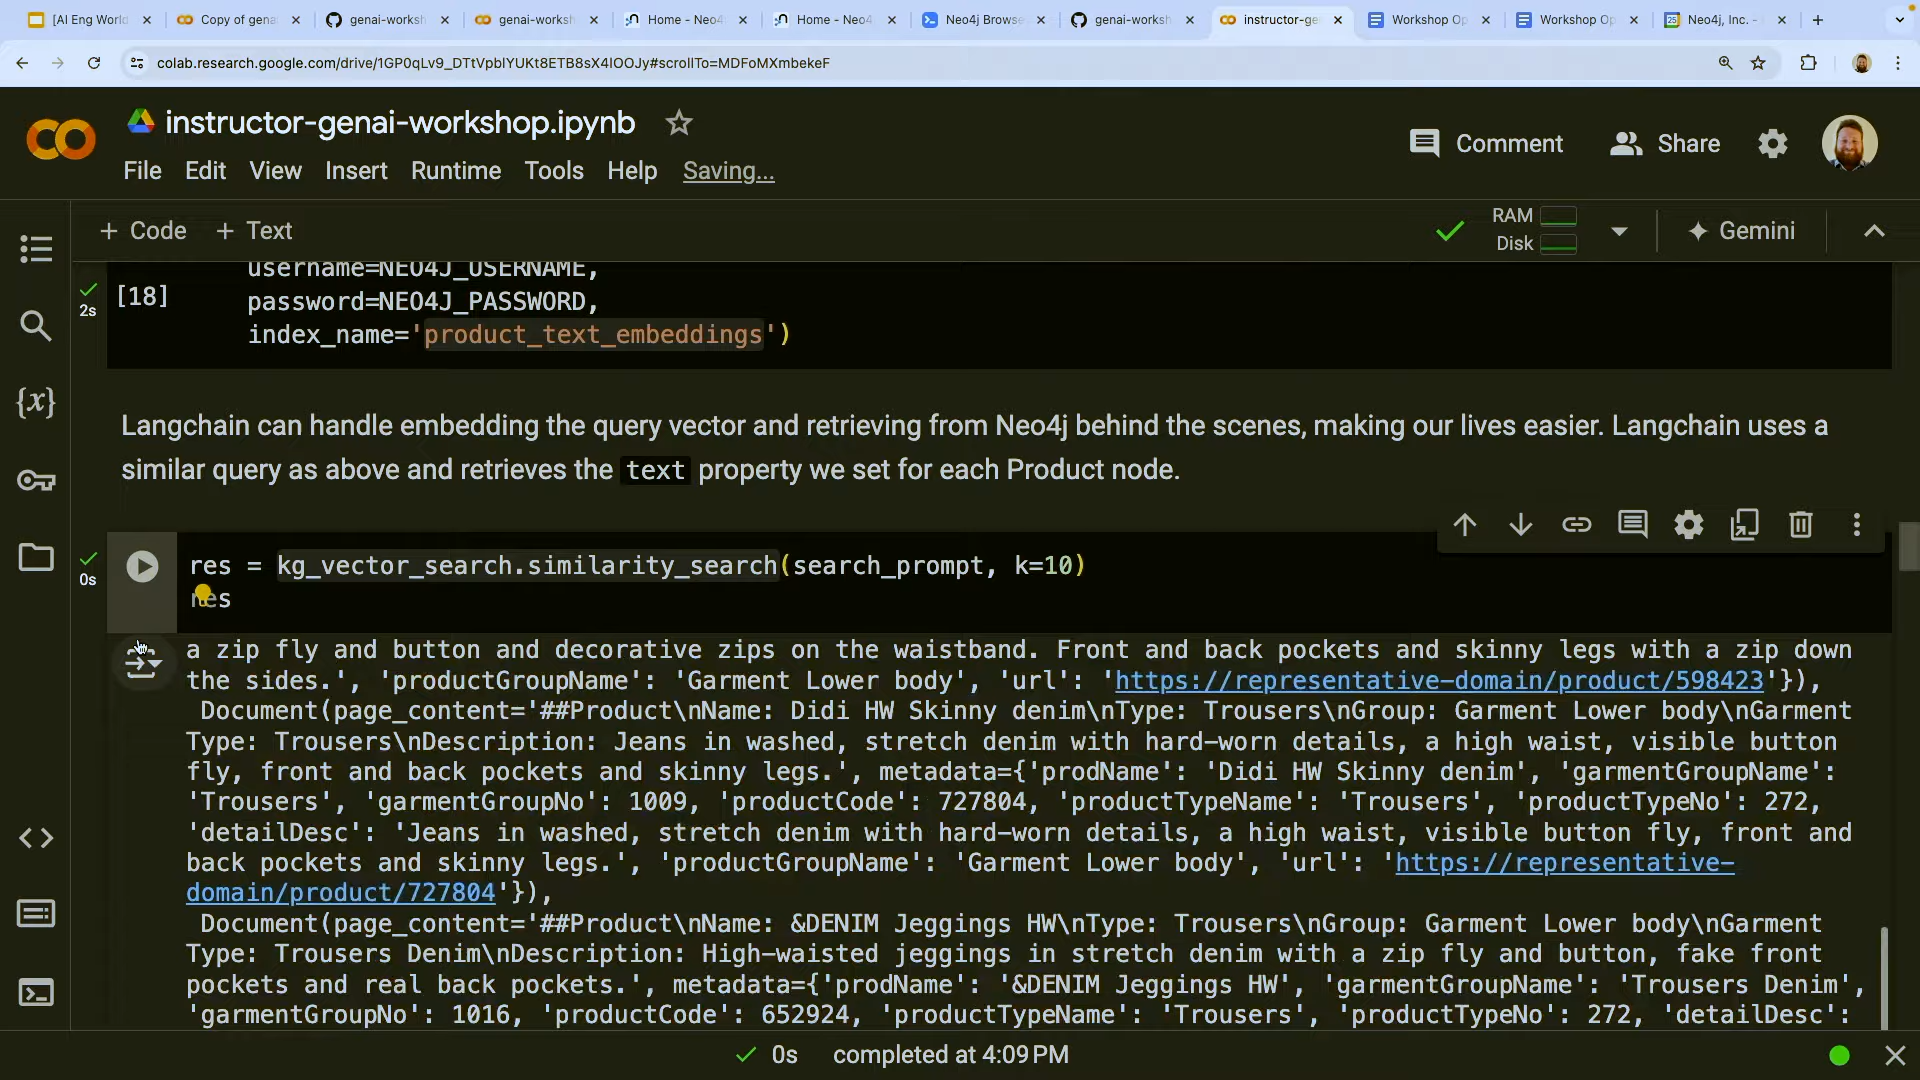 [AI Eng World
Copy of gena
genai-worksh
genai-worksh
Home - Neo4
Home - Neo4
Neo4j Browse
genai-worksh
instructor-ge
Workshop Op
Workshop Op
Neo4j, Inc. -
colab.research.google.com/drive/1GP0qLv9_DTtVpbIYUKt8ETB8sX4IOOJy#scrollTo=MDFoMXmbekeF
instructor-genai-workshop.ipynb
Comment
Share
File Edit View Insert Runtime Tools Help Saving...
+ Code + Text
RAM
Disk
Gemini
username=NEO4J_USERNAME,
2s
[18]
password=NEO4J_PASSWORD,
index_name='product_text_embeddings')
Langchain can handle embedding the query vector and retrieving from Neo4j behind the scenes, making our lives easier. Langchain uses a
similar query as above and retrieves the text property we set for each Product node.
0s
res = kg_vector_search.similarity_search(search_prompt, k=10)
res
a zip fly and button and decorative zips on the waistband. Front and back pockets and skinny legs with a zip down
the sides.', 'productGroupName': 'Garment Lower body', 'url': 'https://representative-domain/product/598423'}),
Document(page_content='##Product\nName: Didi HW Skinny denim\nType: Trousers\nGroup: Garment Lower body\nGarment
Type: Trousers\nDescription: Jeans in washed, stretch denim with hard-worn details, a high waist, visible button
fly, front and back pockets and skinny legs.', metadata={'prodName': 'Didi HW Skinny denim', 'garmentGroupName':
'Trousers', 'garmentGroupNo': 1009, 'productCode': 727804, 'productTypeName': 'Trousers', 'productTypeNo': 272,
'detailDesc': 'Jeans in washed, stretch denim with hard-worn details, a high waist, visible button fly, front and
back pockets and skinny legs.', 'productGroupName': 'Garment Lower body', 'url': 'https://representative-
domain/product/727804'}),
Document(page_content='##Product\nName: &DENIM Jeggings HW\nType: Trousers\nGroup: Garment Lower body\nGarment
Type: Trousers Denim\nDescription: High-waisted jeggings in stretch denim with a zip fly and button, fake front
pockets and real back pockets.', metadata={'prodName': '&DENIM Jeggings HW', 'garmentGroupName': 'Trousers Denim',
'garmentGroupNo': 1016, 'productCode': 652924, 'productTypeName': 'Trousers', 'productTypeNo': 272, 'detailDesc':
0s completed at 4:09 PM